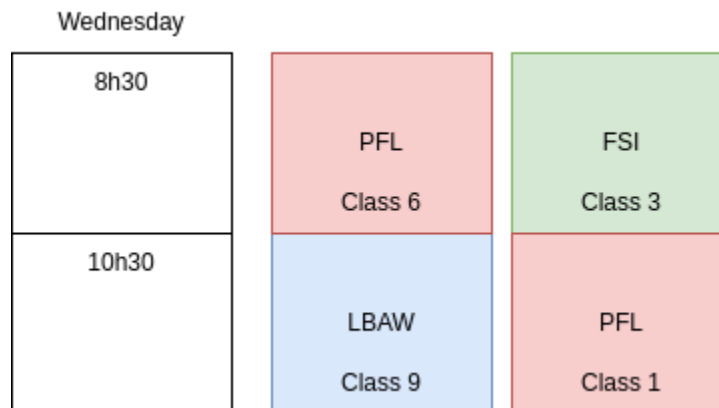 Wednesday
8h30
PFL
Class 6
FSI
Class 3
10h30
LBAW
Class 9
PFL
Class 1